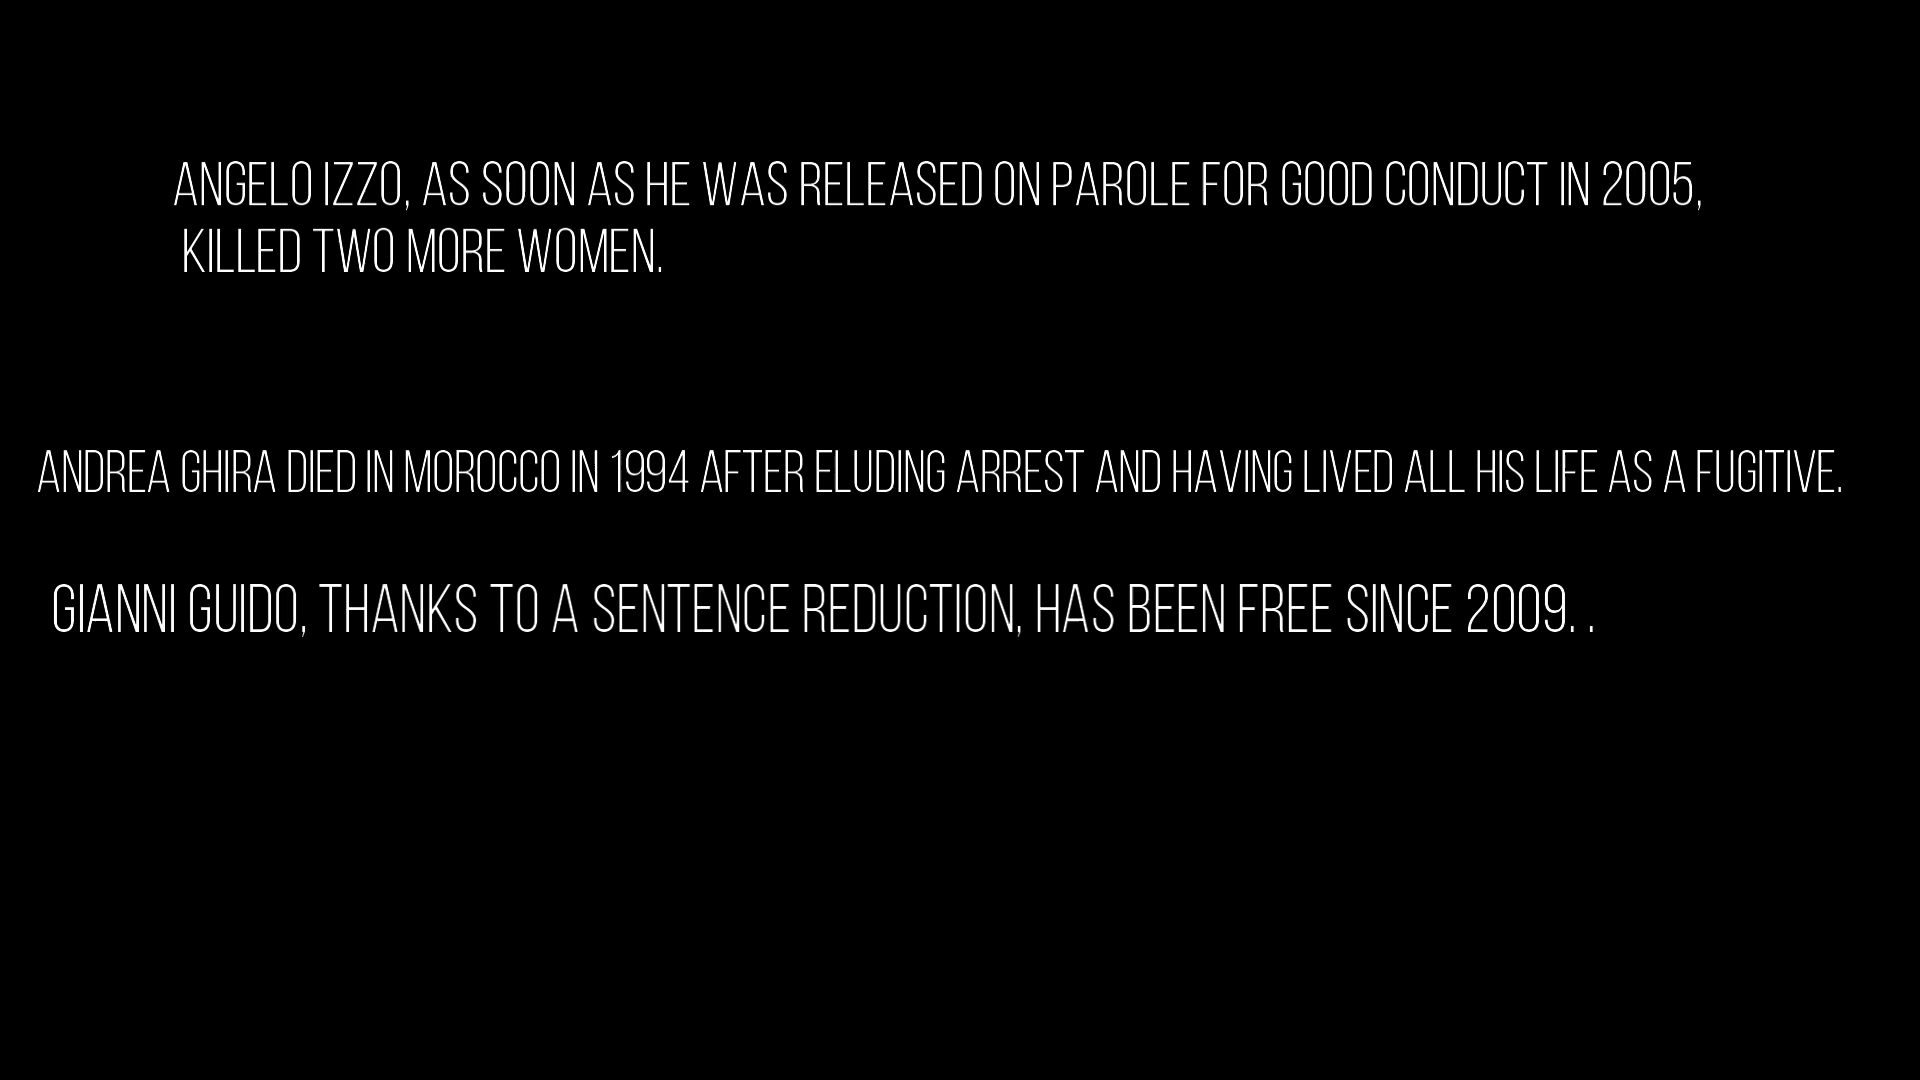 ANGELO IZZO, AS SOON AS HE WAS RELEASED ON PAROLE FOR GOOD CONDUCT IN 2005,
KILLED TWO MORE WOMEN.
ANDREA GHIRA DIED IN MOROCCO IN 1994 AFTER ELUDING ARREST AND HAVING LIVED ALL HIS LIFE AS A FUGITIVE.
GIANNI GUIDO, THANKS TO A SENTENCE REDUCTION, HAS BEEN FREE SINCE 2009. .